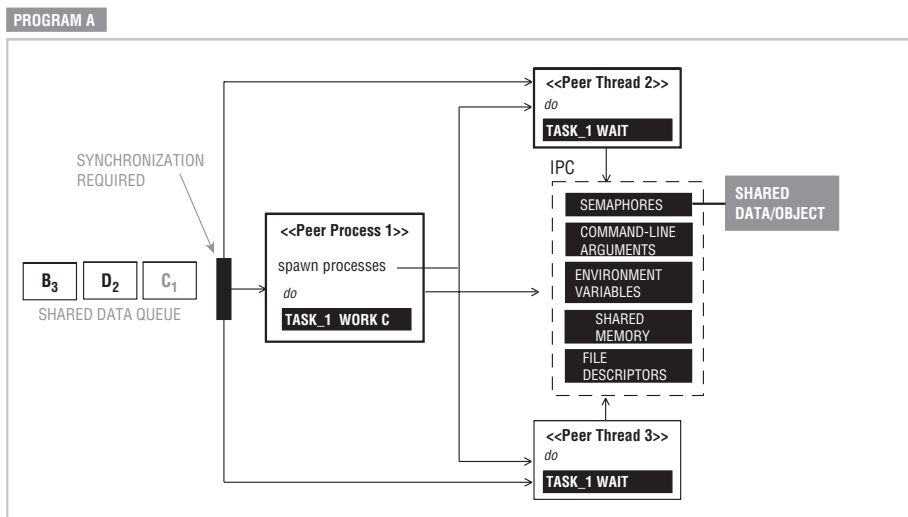 PROGRAM A
<<Peer Thread 2>>
do
TASK_1 WAIT
SYNCHRONIZATION
REQUIRED
IPC
SEMAPHORES
COMMAND-LINE
ARGUMENTS
ENVIRONMENT
VARIABLES
SHARED
MEMORY
FILE
DESCRIPTORS
SHARED
DATA/OBJECT
<<Peer Process 1>>
spawn processes
do
TASK_1 WORK C
B3 D2 C1
SHARED DATA QUEUE
<<Peer Thread 3>>
do
TASK_1 WAIT